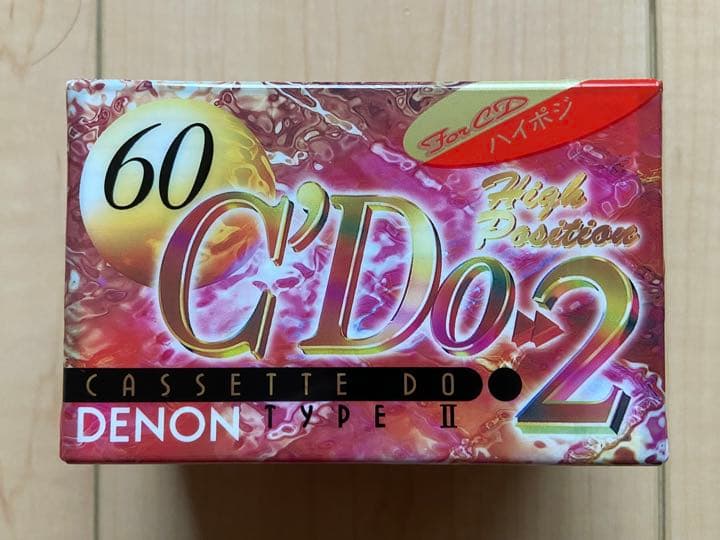 60
For CD
ハイポジ
High
Position
C'Do▸▸2
CASSETTE DO
DENON TYPE II